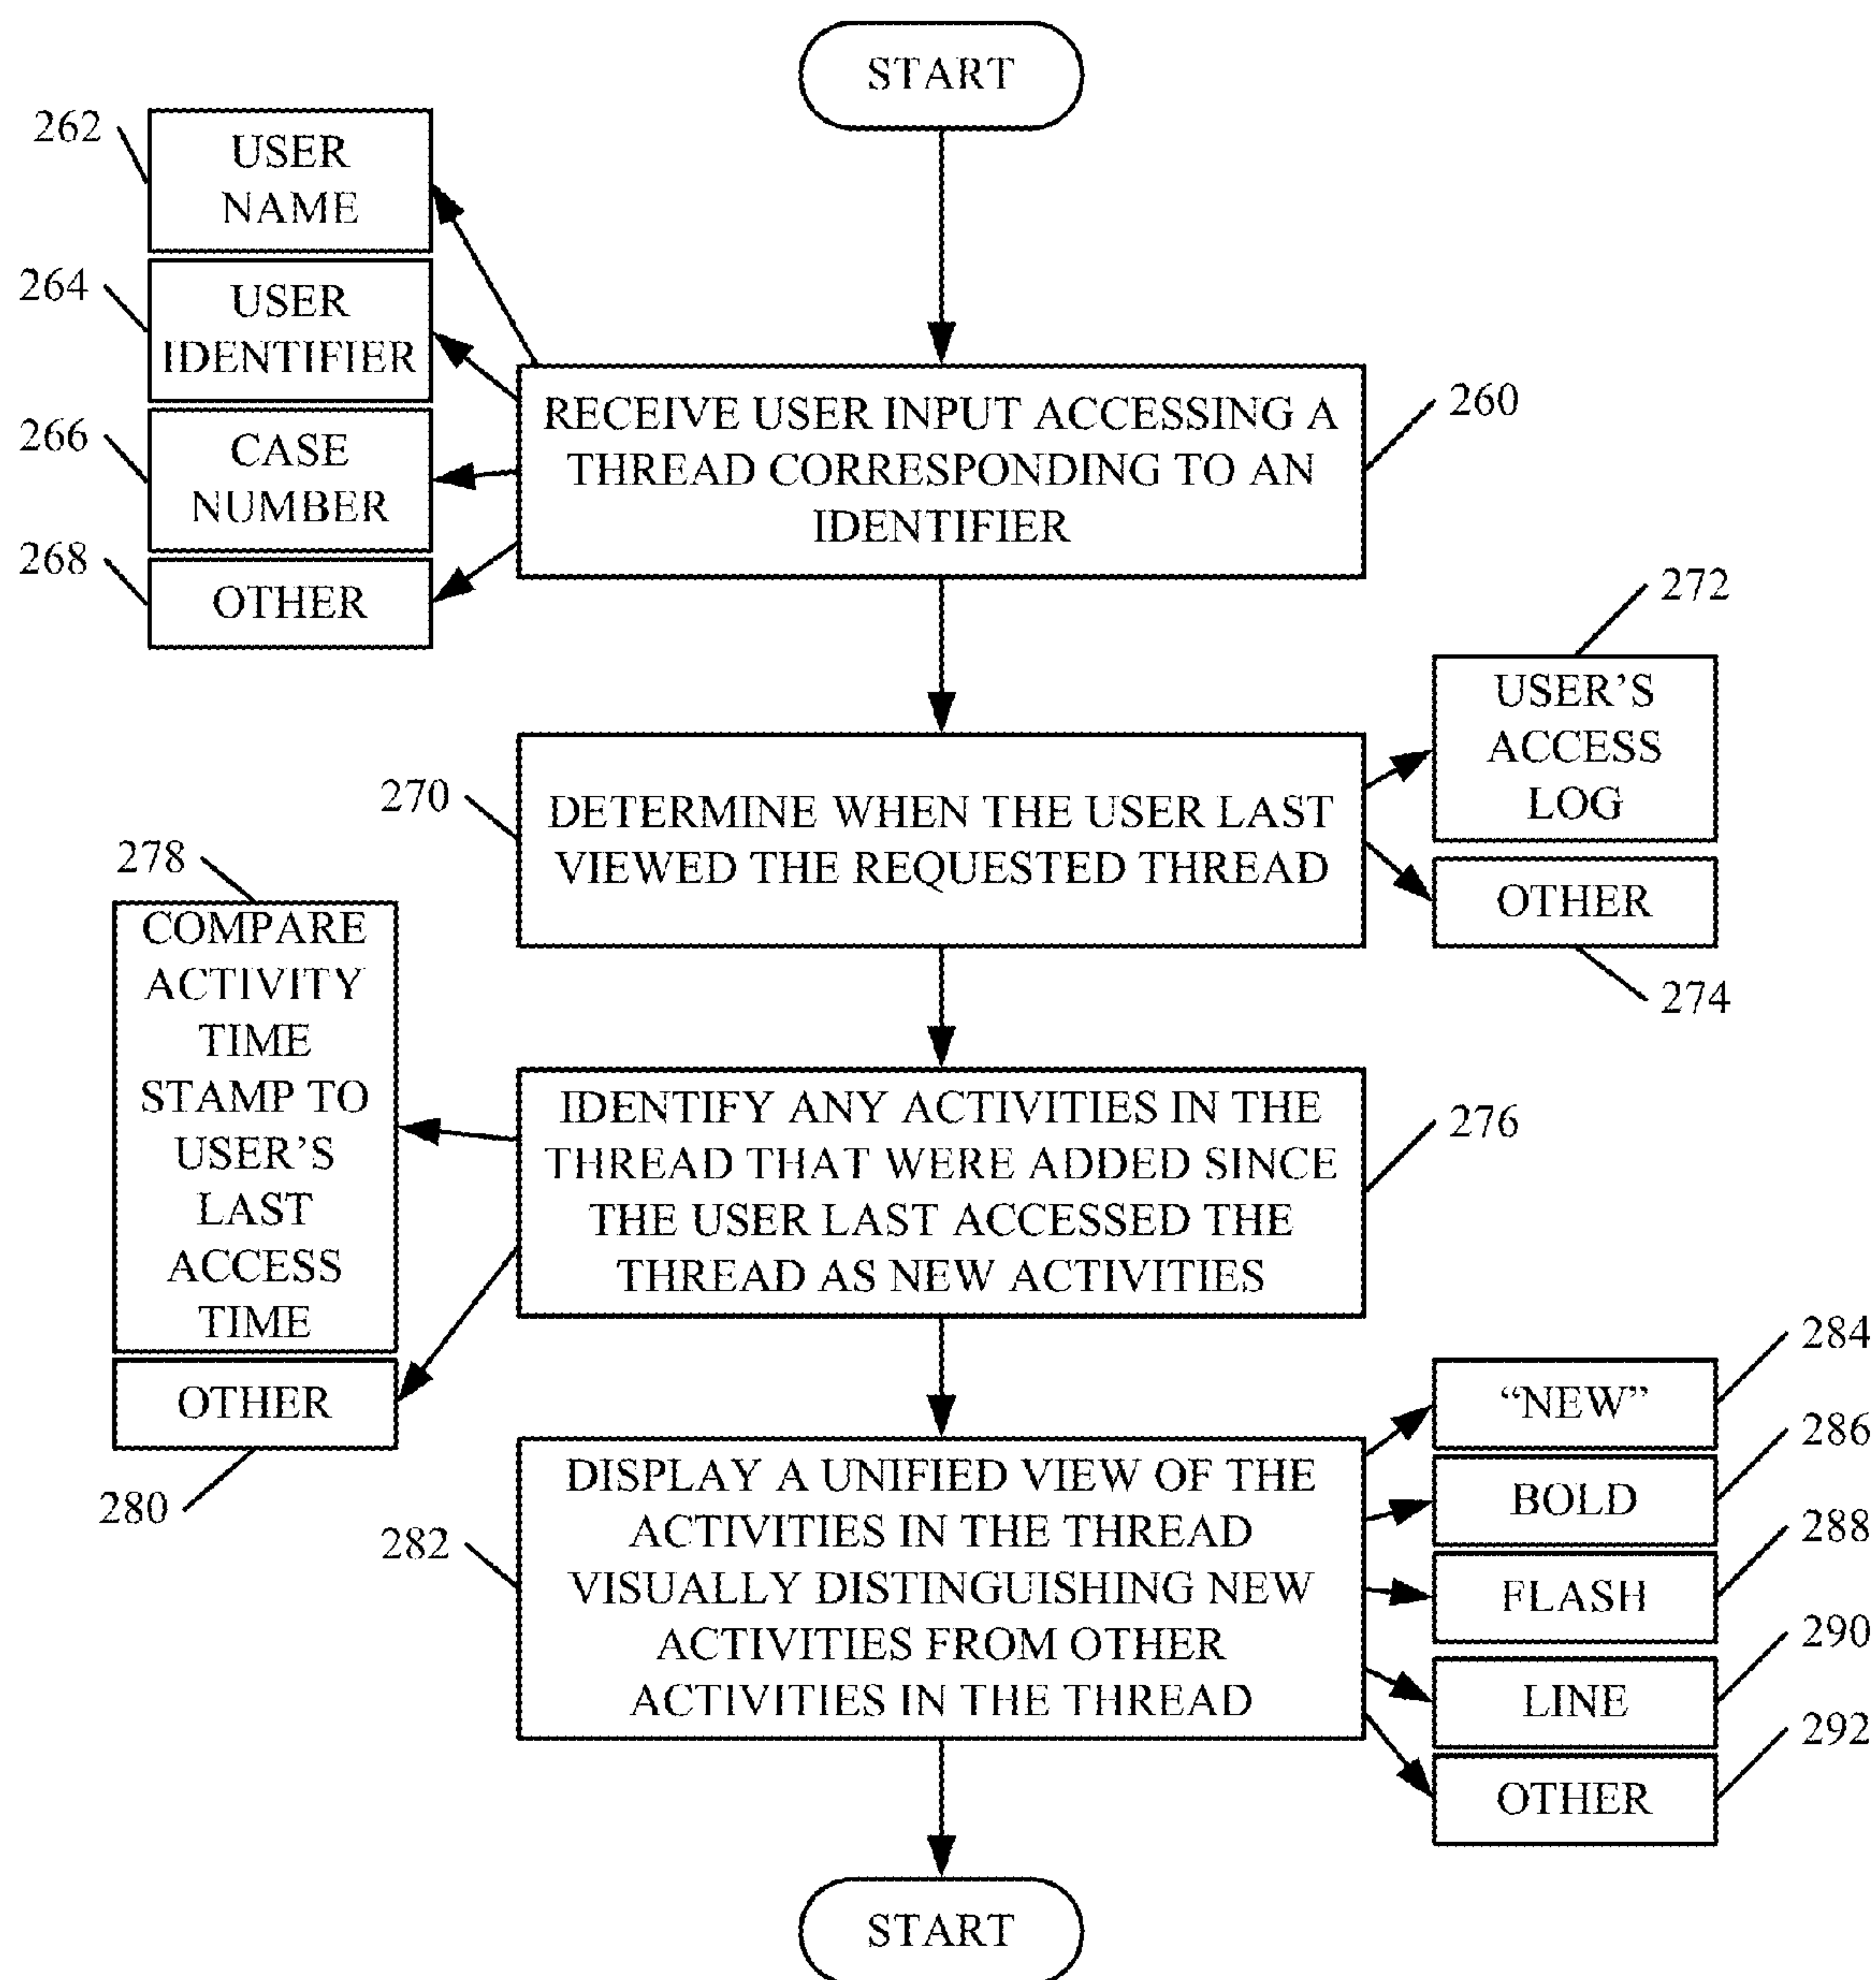 START
262
USER
NAME
264
USER
IDENTIFIER
266
CASE
NUMBER
268
OTHER
RECEIVE USER INPUT ACCESSING A
THREAD CORRESPONDING TO AN
IDENTIFIER
260
272
USER’S
ACCESS
LOG
270
DETERMINE WHEN THE USER LAST
VIEWED THE REQUESTED THREAD
OTHER
274
278
COMPARE
ACTIVITY
TIME
STAMP TO
USER’S
LAST
ACCESS
TIME
OTHER
280
IDENTIFY ANY ACTIVITIES IN THE
THREAD THAT WERE ADDED SINCE
THE USER LAST ACCESSED THE
THREAD AS NEW ACTIVITIES
276
282
DISPLAY A UNIFIED VIEW OF THE
ACTIVITIES IN THE THREAD
VISUALLY DISTINGUISHING NEW
ACTIVITIES FROM OTHER
ACTIVITIES IN THE THREAD
“NEW”
284
BOLD
286
FLASH
288
LINE
290
OTHER
292
START